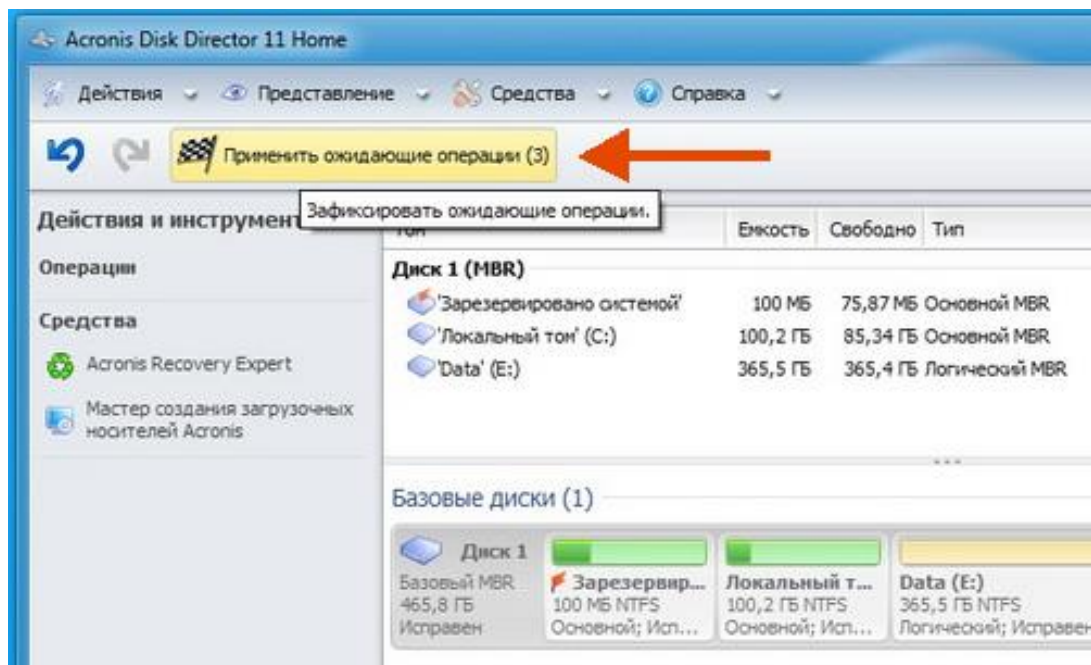 Acronis Disk Director 11 Home
Действия Представление Средства Справка
Применить ожидающие операции (3)
Зафиксировать ожидающие операции.
Действия и инструмент
Емкость Свободно Тип
Операции
Диск 1 (MBR)
'Зарезервировано системой' 100 МБ 75,87 МБ Основной MBR
Средства
'Локальный том' (C:) 100,2 ГБ 85,34 ГБ Основной MBR
Acronis Recovery Expert
'Data' (E:) 365,5 ГБ 365,4 ГБ Логический MBR
Мастер создания загрузочных
носителей Acronis
Базовые диски (1)
Диск 1
Базовый MBR
465,8 ГБ
Исправен
Зарезервир...
100 МБ NTFS
Основной; Исп...
Локальный т...
100,2 ГБ NTFS
Основной; Исп...
Data (E:)
365,5 ГБ NTFS
Логический; Исправен